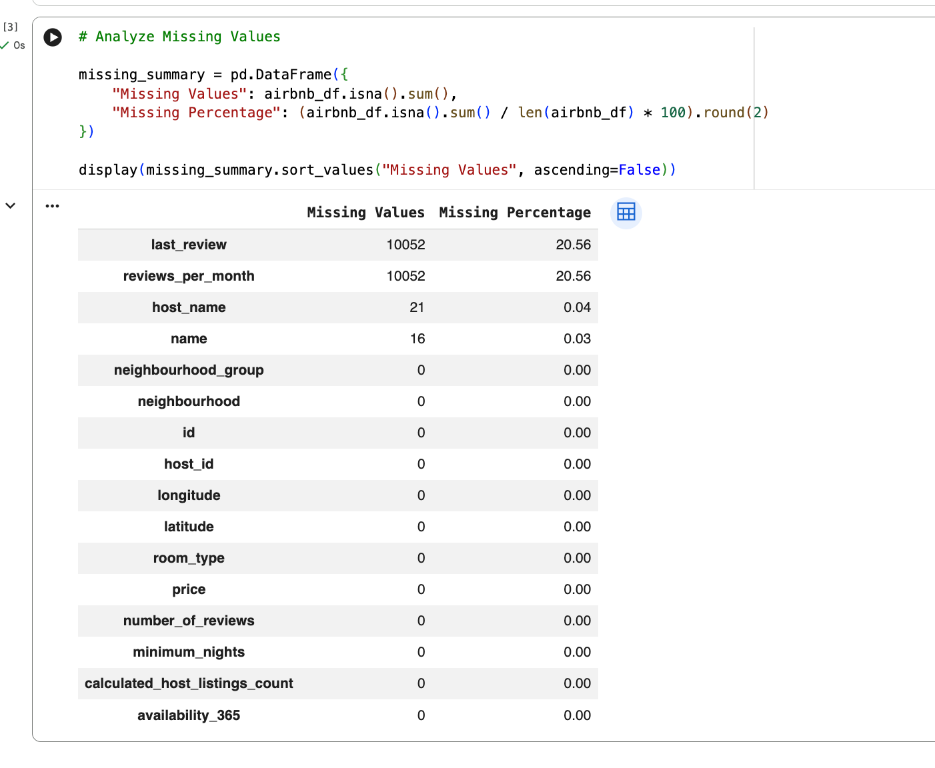 [3]
0s
# Analyze Missing Values
missing_summary = pd.DataFrame({
    "Missing Values": airbnb_df.isna().sum(),
    "Missing Percentage": (airbnb_df.isna().sum() / len(airbnb_df) * 100).round(2)
})
display(missing_summary.sort_values("Missing Values", ascending=False))
Missing Values Missing Percentage
last_review 10052 20.56
reviews_per_month 10052 20.56
host_name 21 0.04
name 16 0.03
neighbourhood_group 0 0.00
neighbourhood 0 0.00
id 0 0.00
host_id 0 0.00
longitude 0 0.00
latitude 0 0.00
room_type 0 0.00
price 0 0.00
number_of_reviews 0 0.00
minimum_nights 0 0.00
calculated_host_listings_count 0 0.00
availability_365 0 0.00